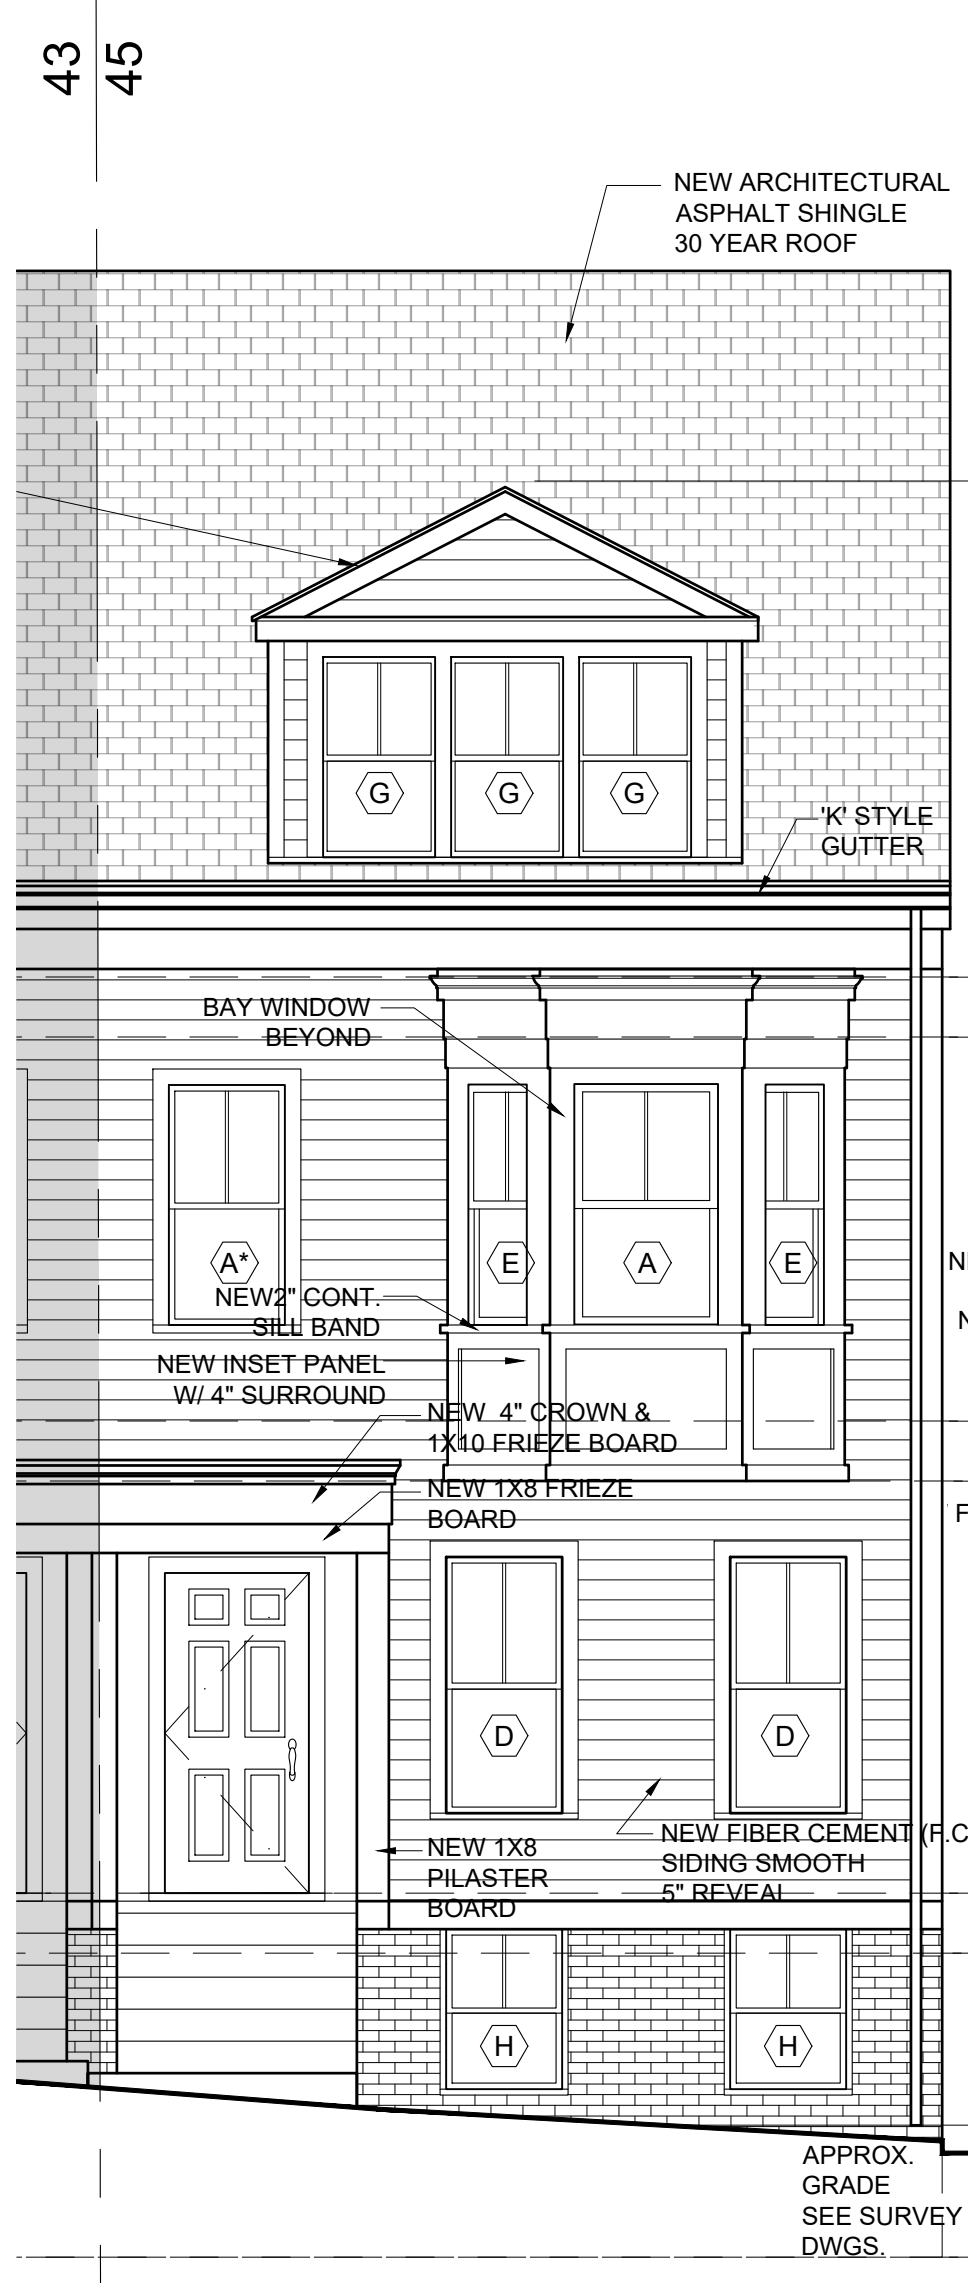 43
45
NEW ARCHITECTURAL
ASPHALT SHINGLE
30 YEAR ROOF
G
G
G
'K' STYLE
GUTTER
BAY WINDOW
BEYOND
A*
E
A
E
NEW2" CONT.
SILL BAND
NEW INSET PANEL
W/ 4" SURROUND
NEW 4" CROWN &
1X10 FRIEZE BOARD
NEW 1X8 FRIEZE
BOARD
D
D
NEW FIBER CEMENT (F.C
SIDING SMOOTH
5" REVEAL
NEW 1X8
PILASTER
BOARD
H
H
APPROX.
GRADE
SEE SURVEY
DWGS.